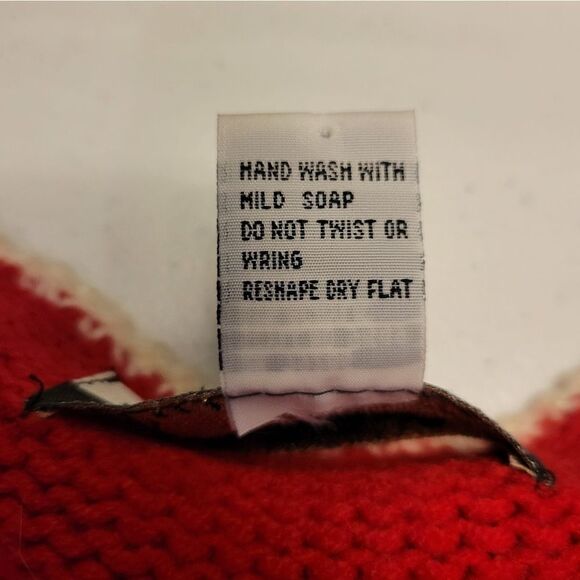 HAND WASH WITH
MILD SOAP
DO NOT TWIST OR
WRING
RESHAPE DRY FLAT